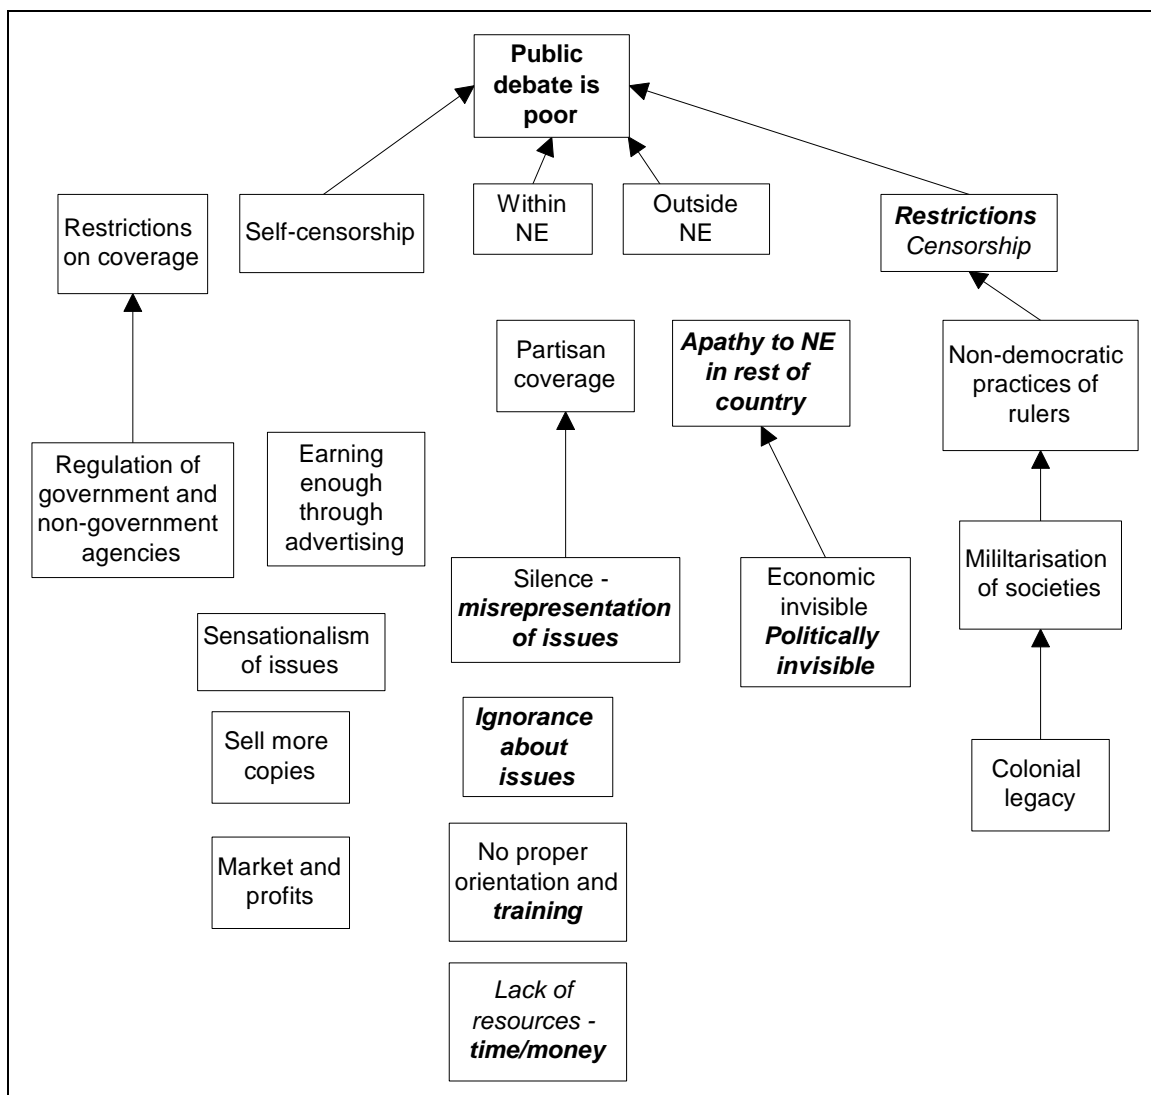 Public
debate is
poor
Restrictions
on coverage
Self-censorship
Within
NE
Outside
NE
Restrictions
Censorship
Partisan
coverage
Apathy to NE
in rest of
country
Non-democratic
practices of
rulers
Regulation of
government and
non-government
agencies
Earning
enough
through
advertising
Silence -
misrepresentation
of issues
Economic
invisible
Politically
invisible
Mililtarisation
of societies
Sensationalism
of issues
Sell more
copies
Ignorance
about
issues
Colonial
legacy
Market and
profits
No proper
orientation and
training
Lack of
resources -
time/money